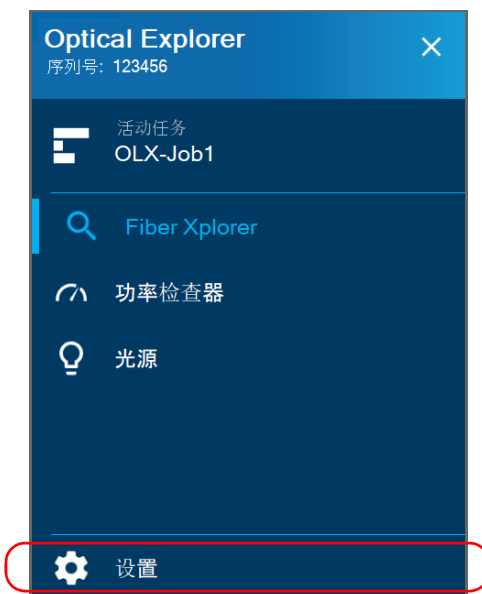 Optical Explorer
序列号: 123456
活动任务
OLX-Job1
Fiber Xplorer
功率检查器
光源
设置